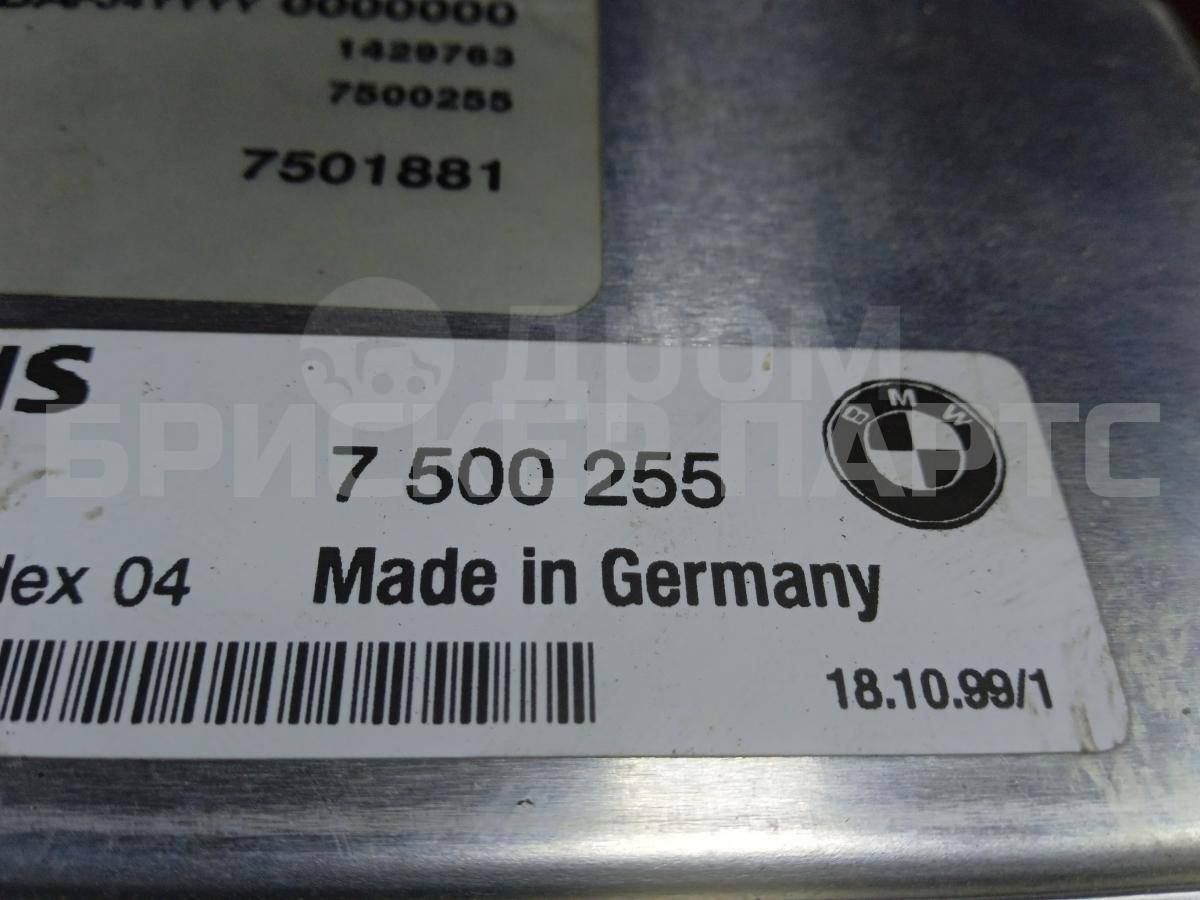 0000000
1429763
7500255
7501881
ДРОМ
БРИСКЕР ПАРТС
7 500 255
BMW
dex 04
Made in Germany
18.10.99/1